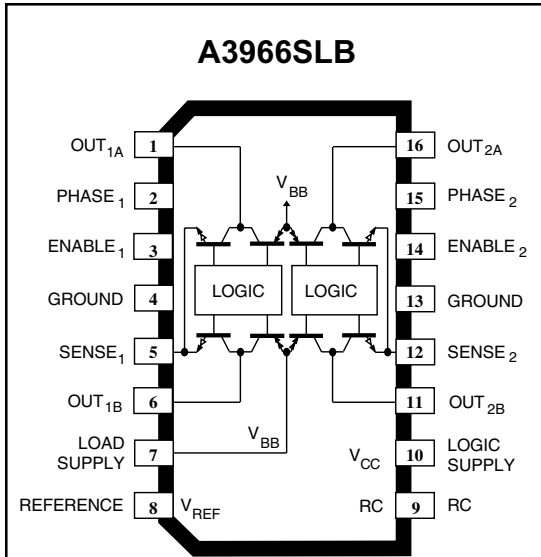 A3966SLB
OUT1A 1 16 OUT2A
PHASE1 2 VBB 15 PHASE2
ENABLE1 3 14 ENABLE2
GROUND 4 LOGIC LOGIC 13 GROUND
SENSE1 5 12 SENSE2
OUT1B 6 11 OUT2B
LOAD SUPPLY 7 VBB VCC 10 LOGIC SUPPLY
REFERENCE 8 VREF RC 9 RC